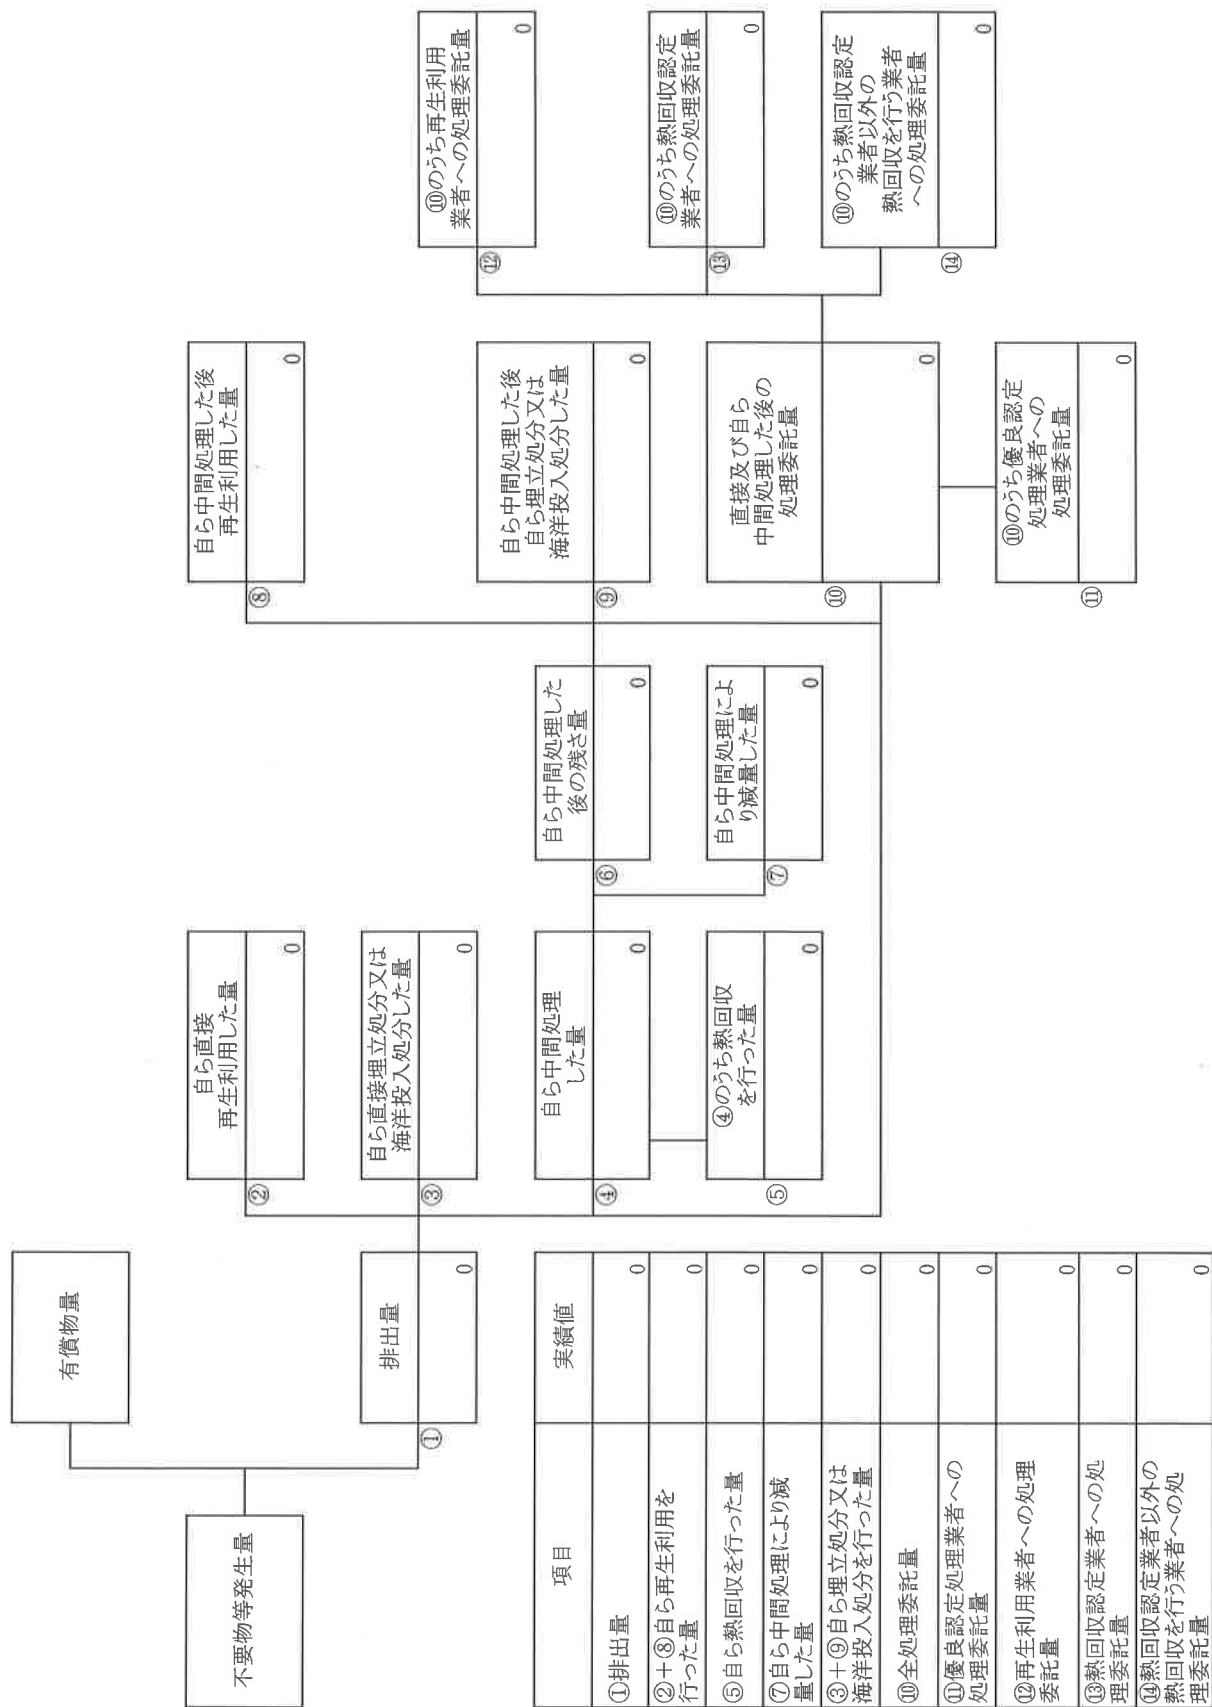 不要物等発生量
有償物量
①
排出量
0
②
自ら直接
再生利用した量
0
③
自ら直接埋立処分又は
海洋投入処分した量
0
④
自ら中間処理
した量
0
⑤
④のうち熱回収
を行った量
0
⑥
自ら中間処理した
後の残さ量
0
⑦
自ら中間処理によ
り減量した量
0
⑧
自ら中間処理した後
再生利用した量
0
⑨
自ら中間処理した後
自ら埋立処分又は
海洋投入処分した量
0
⑩
直接及び自ら
中間処理した後の
処理委託量
0
⑪
⑩のうち優良認定
処理業者への
処理委託量
0
⑫
⑩のうち再生利用
業者への処理委託量
0
⑬
⑩のうち熱回収認定
業者への処理委託量
0
⑭
⑩のうち熱回収認定
業者以外の
熱回収を行う業者
への処理委託量
0
項目 実績値
①排出量 0
②+⑧自ら再生利用を
行った量 0
⑤自ら熱回収を行った量 0
⑦自ら中間処理により減
量した量 0
③+⑨自ら埋立処分又は
海洋投入処分を行った量 0
⑩全処理委託量 0
⑪優良認定処理業者への
処理委託量 0
⑫再生利用業者への処理
委託量 0
⑬熱回収認定業者への処
理委託量 0
⑭熱回収認定業者以外の
熱回収を行う業者への処
理委託量 0